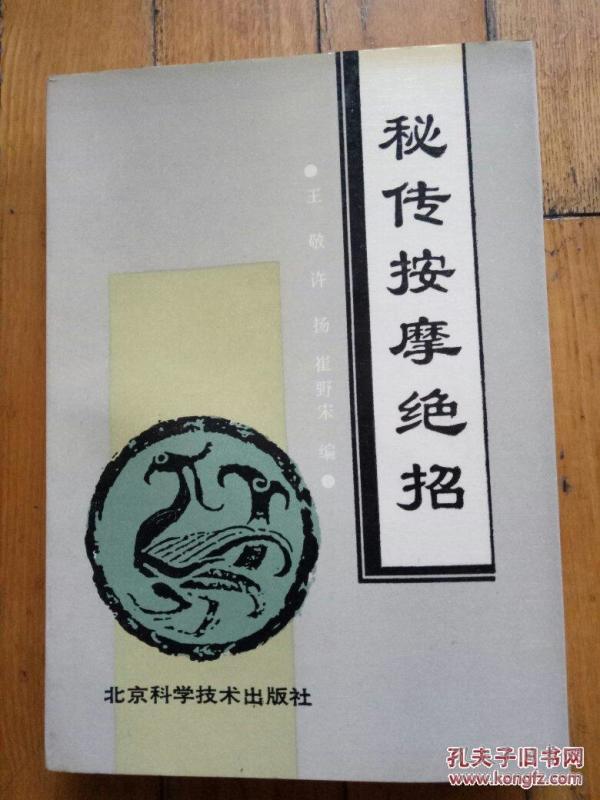 秘传按摩绝招
王敬 许扬 崔野宋 编
北京科学技术出版社
孔夫子旧书网
www.kongfz.com